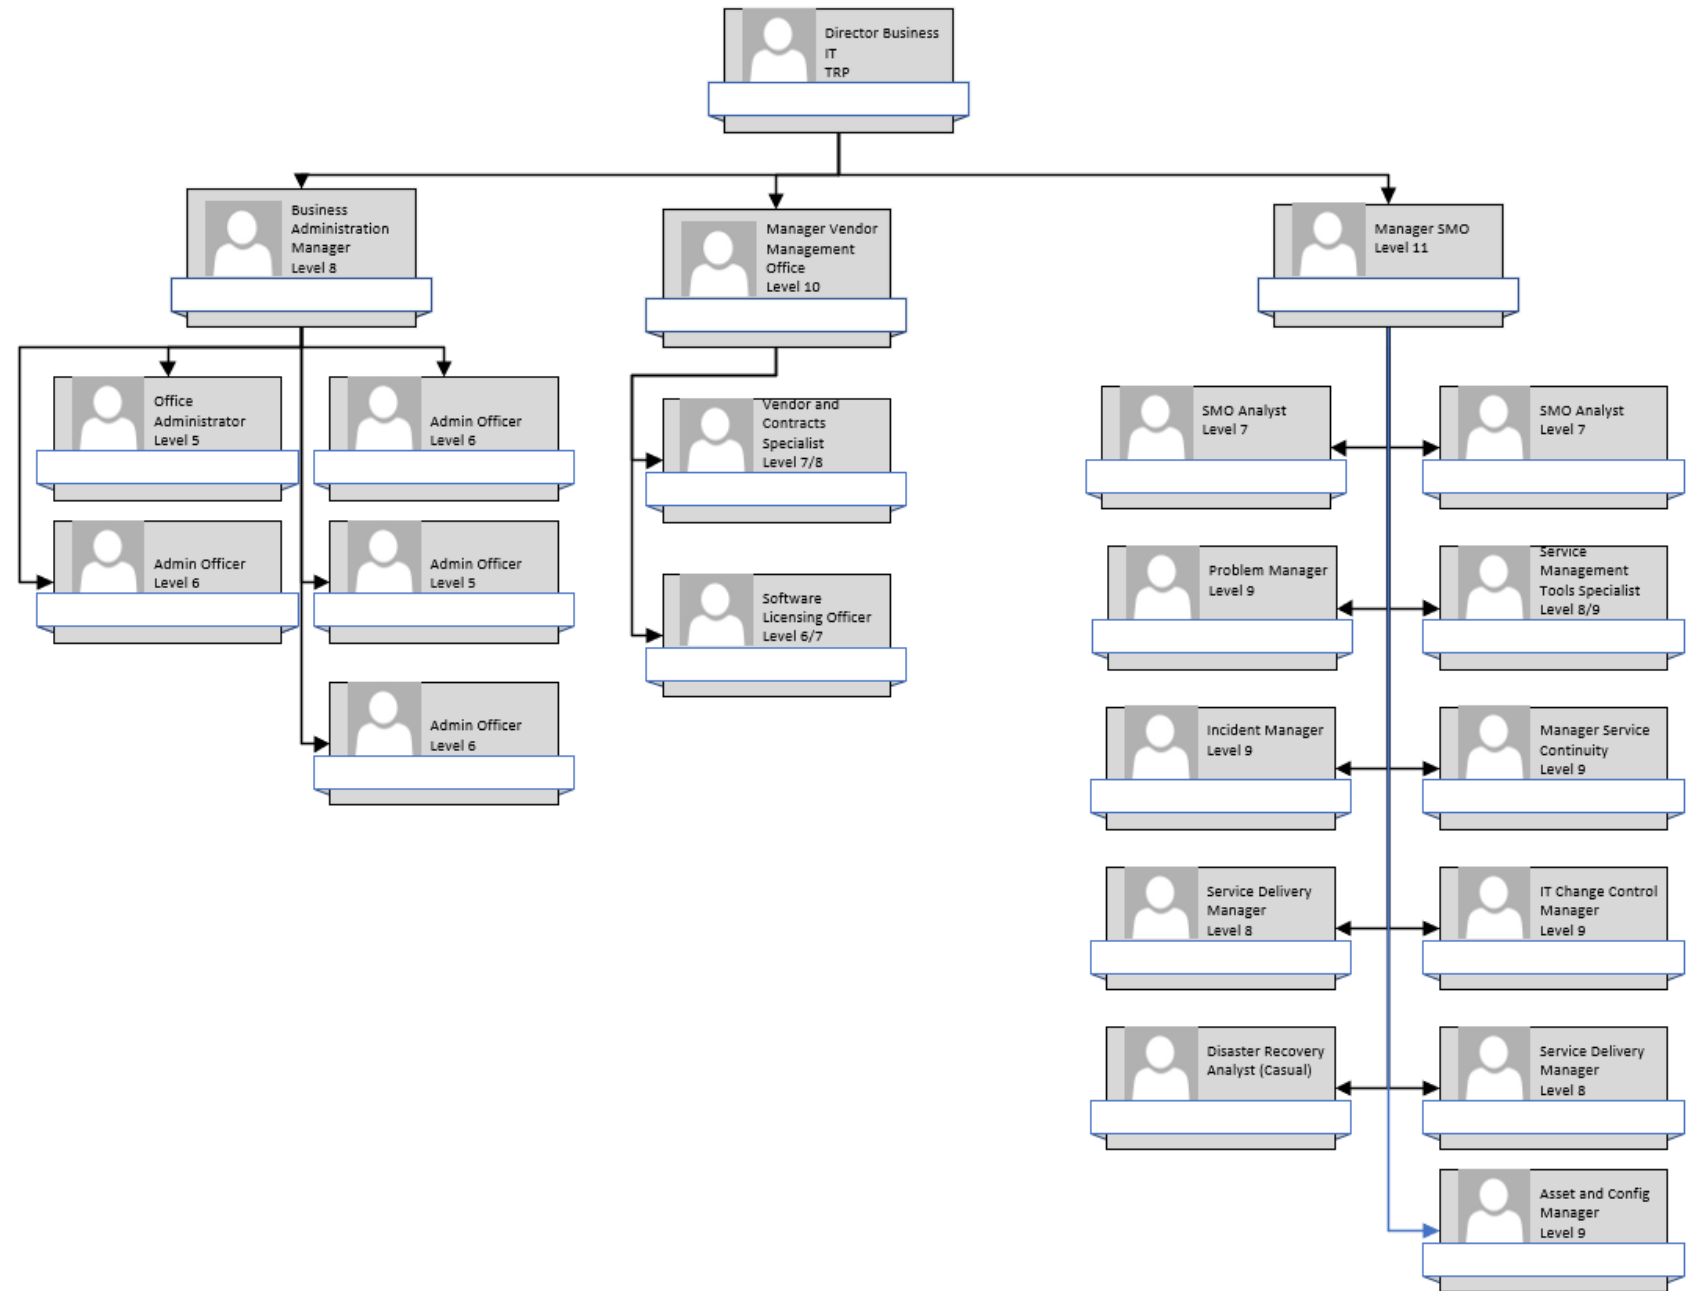 Director Business
IT
TRP
Business
Administration
Manager
Level 8
Manager Vendor
Management
Office
Level 10
Manager SMO
Level 11
Office
Administrator
Level 5
Admin Officer
Level 6
Admin Officer
Level 6
Admin Officer
Level 5
Admin Officer
Level 6
Vendor and
Contracts
Specialist
Level 7/8
Software
Licensing Officer
Level 6/7
SMO Analyst
Level 7
SMO Analyst
Level 7
Problem Manager
Level 9
Service
Management
Tools Specialist
Level 8/9
Incident Manager
Level 9
Manager Service
Continuity
Level 9
Service Delivery
Manager
Level 8
IT Change Control
Manager
Level 9
Disaster Recovery
Analyst (Casual)
Service Delivery
Manager
Level 8
Asset and Config
Manager
Level 9